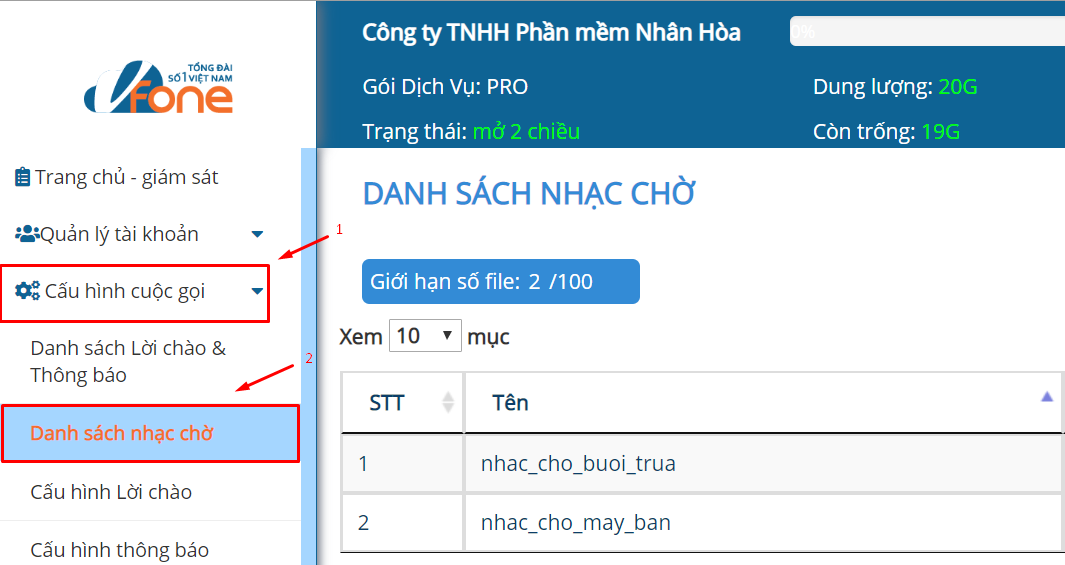 TỔNG ĐÀI
SỐ 1 VIỆT NAM
Vfone
Trang chủ - giám sát
Quản lý tài khoản
1
Cấu hình cuộc gọi
Danh sách Lời chào &
Thông báo
2
Danh sách nhạc chờ
Cấu hình Lời chào
Cấu hình thông báo
Công ty TNHH Phần mềm Nhân Hòa
0%
Gói Dịch Vụ: PRO
Dung lượng: 20G
Trạng thái: mở 2 chiều
Còn trống: 19G
DANH SÁCH NHẠC CHỜ
Giới hạn số file: 2 /100
Xem 10 mục
STT Tên
1 nhac_cho_buoi_trua
2 nhac_cho_may_ban